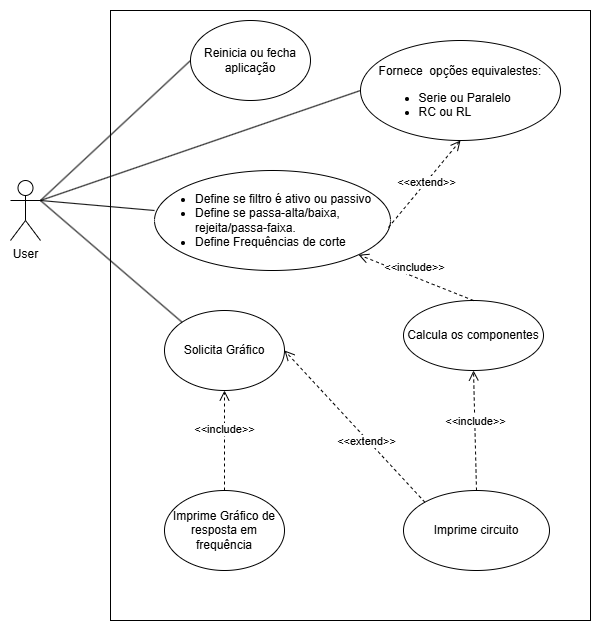 Reinicia ou fecha
aplicação
Fornece opções equivalestes:
• Serie ou Paralelo
• RC ou RL
<<extend>>
• Define se filtro é ativo ou passivo
• Define se passa-alta/baixa,
rejeita/passa-faixa.
• Define Frequências de corte
User
<<include>>
Solicita Gráfico
Calcula os componentes
<<include>>
<<extend>>
<<include>>
Imprime Gráfico de
resposta em
frequência
Imprime circuito